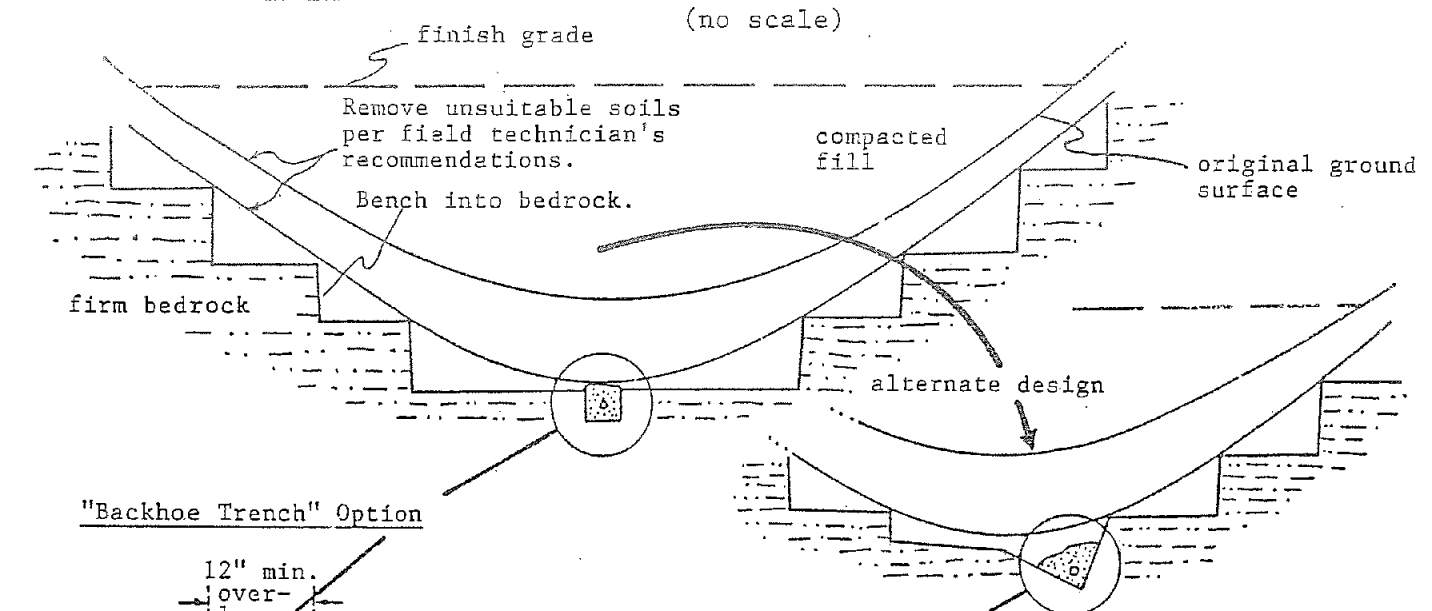 (no scale)
finish grade
Remove unsuitable soils
per field technician's
recommendations.
compacted
fill
original ground
surface
Bench into bedrock.
firm bedrock
alternate design
"Backhoe Trench" Option
12" min.
over-